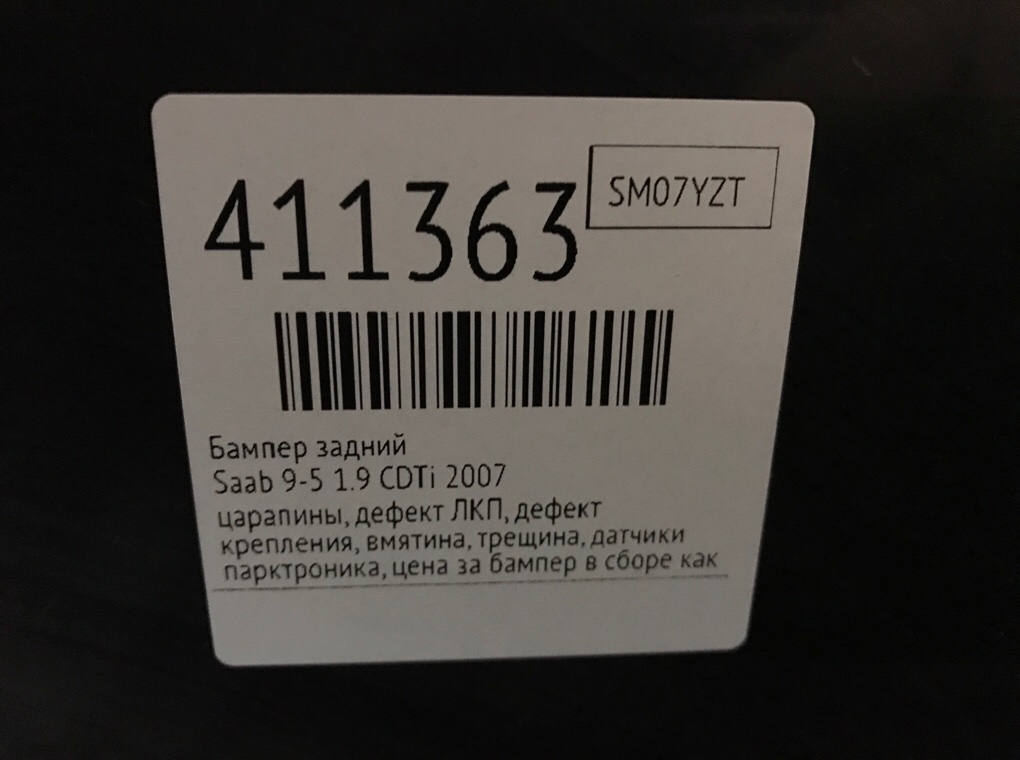 411363
SM07YZT
Бампер задний
Saab 9-5 1.9 CDTi 2007
царапины, дефект ЛКП, дефект
крепления, вмятина, трещина, датчики
парктроника, цена за бампер в сборе как